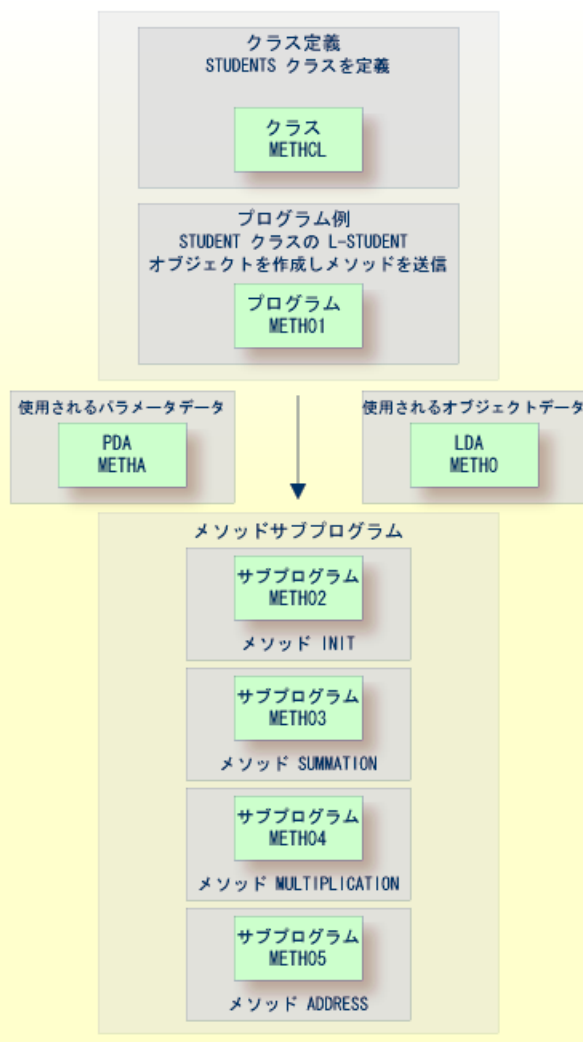 クラス定義
STUDENTS クラスを定義
クラス
METHCL
プログラム例
STUDENT クラスの L-STUDENT
オブジェクトを作成しメソッドを送信
プログラム
METH01
使用されるパラメータデータ
PDA
METHA
使用されるオブジェクトデータ
LDA
METHO
メソッドサブプログラム
サブプログラム
METH02
メソッド INIT
サブプログラム
METH03
メソッド SUMMATION
サブプログラム
METH04
メソッド MULTIPLICATION
サブプログラム
METH05
メソッド ADDRESS